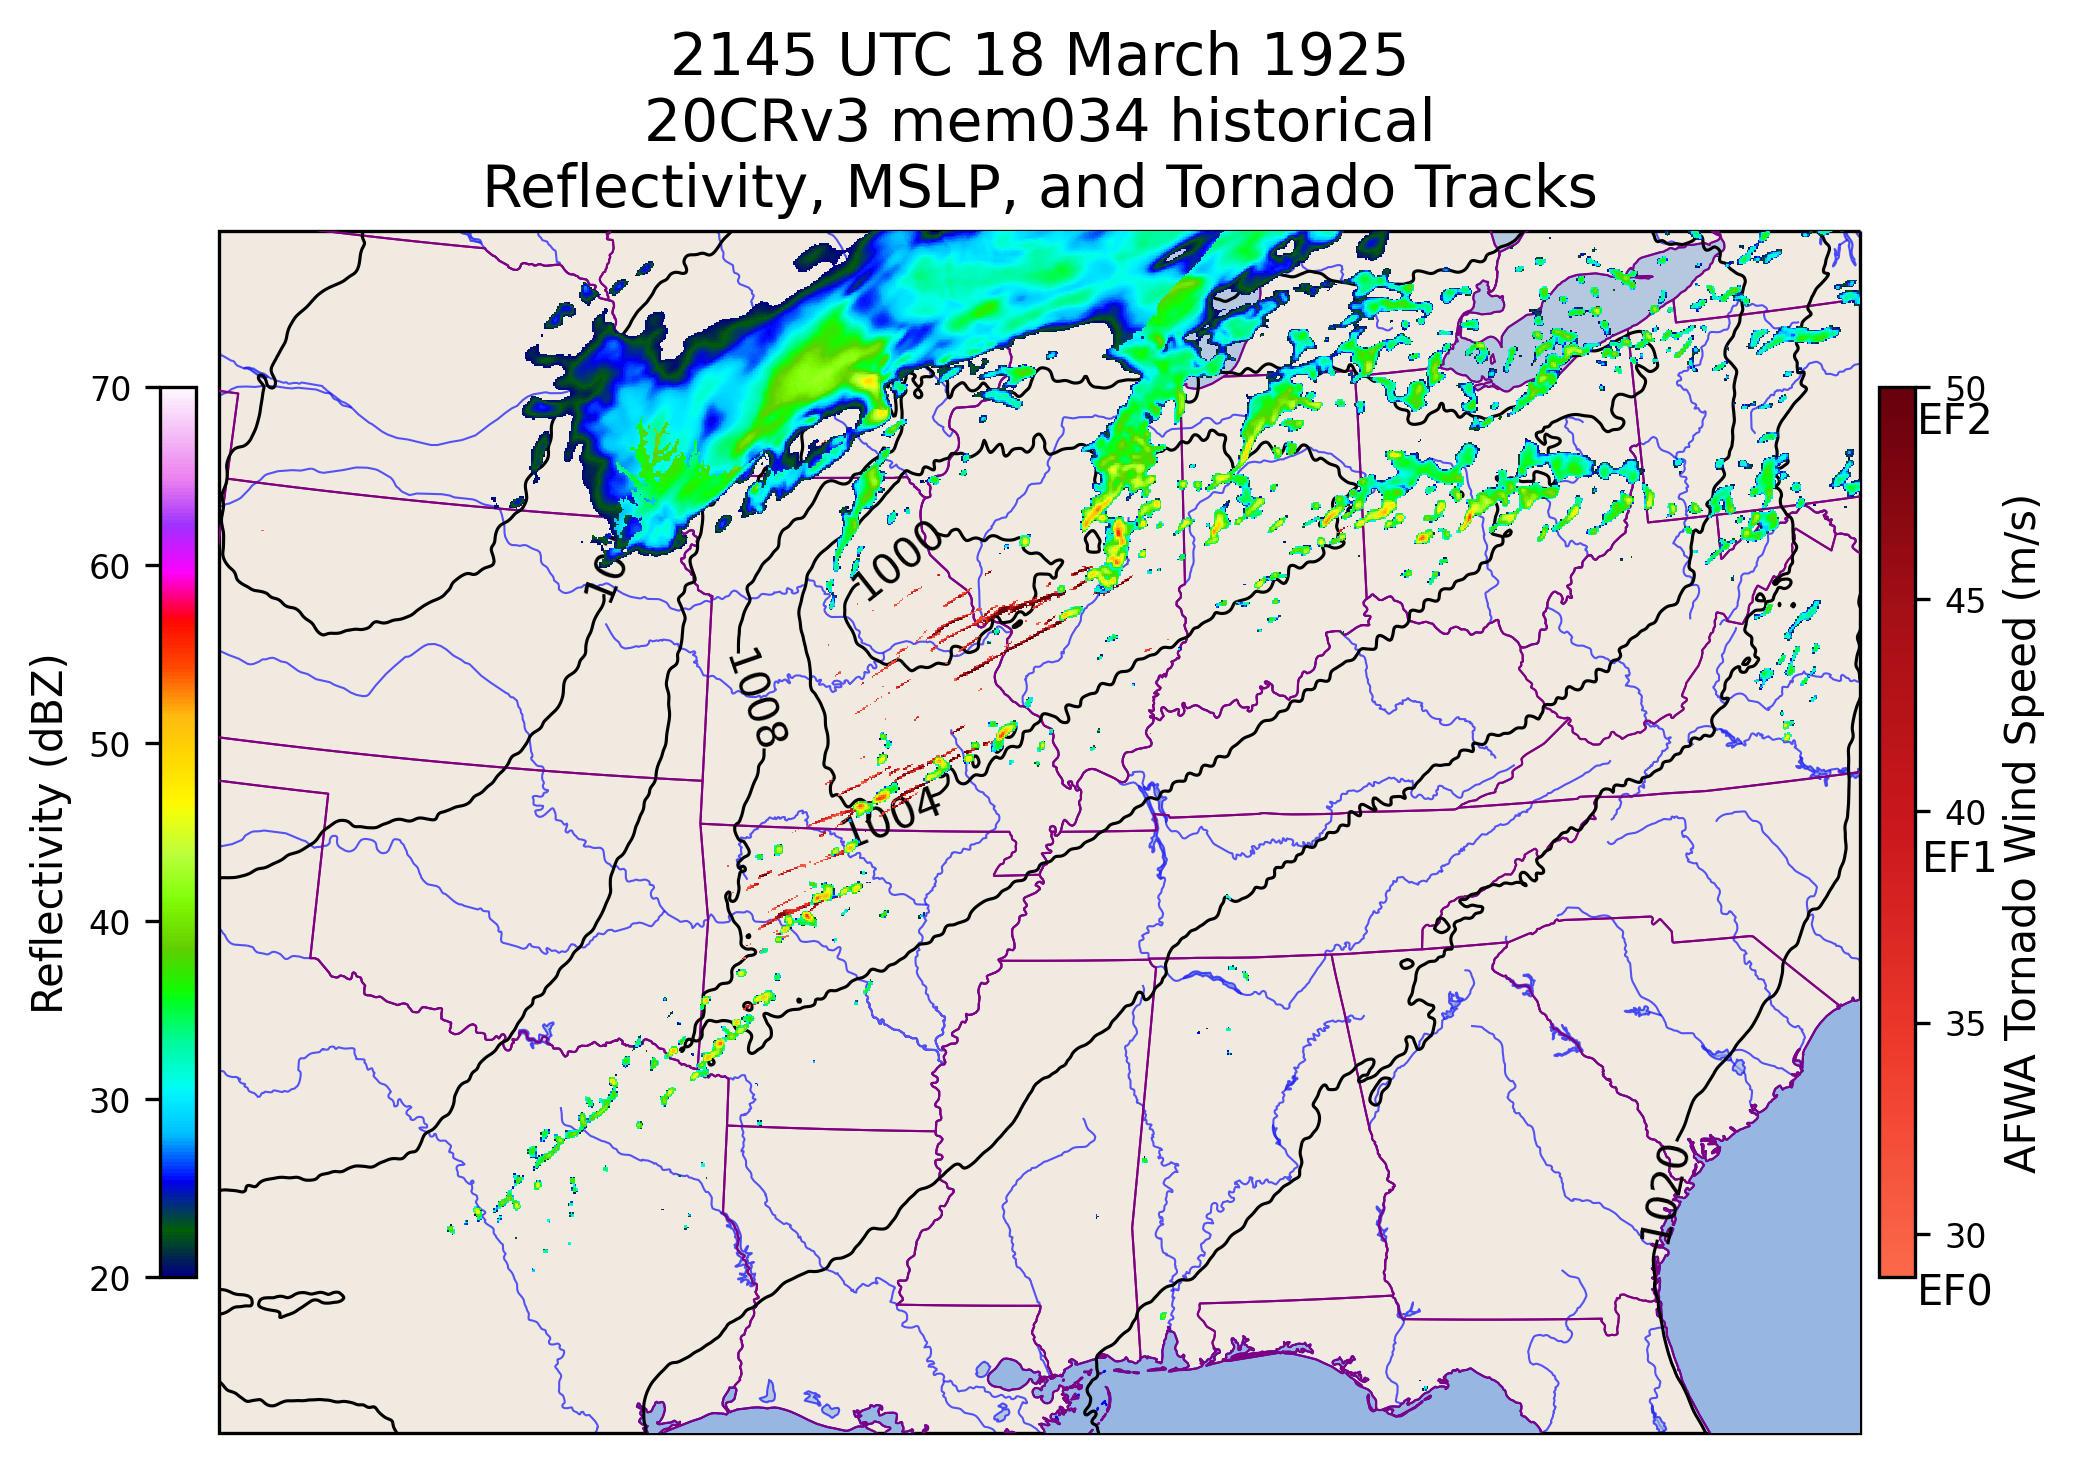 2145 UTC 18 March 1925
20CRv3 mem034 historical
Reflectivity, MSLP, and Tornado Tracks
70
60
50
40
30
20
Reflectivity (dBZ)
10
1000
1008
1004
1020
50
EF2
45
40
EF1
35
30
EF0
AFWA Tornado Wind Speed (m/s)